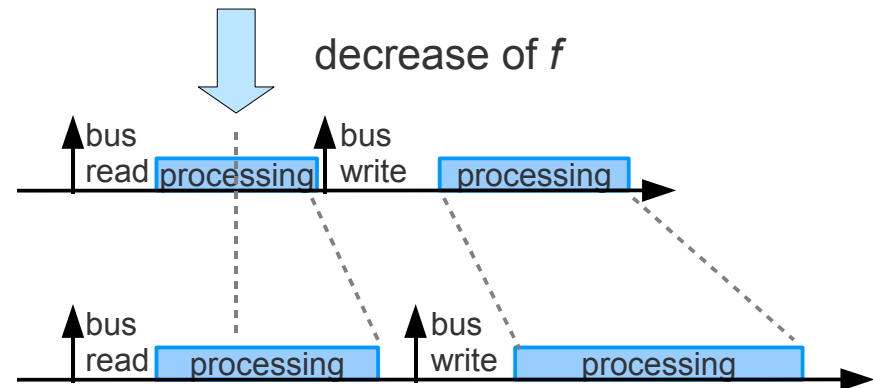 decrease of f
bus bus
read processing write processing
bus bus
read processing write processing